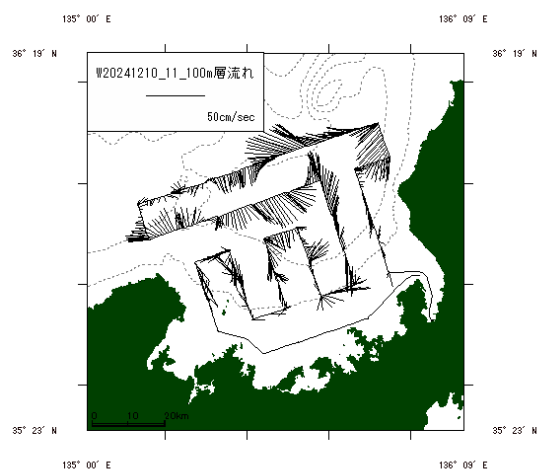 135° 00′ E
136° 09′ E
36° 19′ N
36° 19′ N
W20241210_11_100m層流れ
50cm/sec
0 10 20km
35° 23′ N
35° 23′ N
135° 00′ E
136° 09′ E